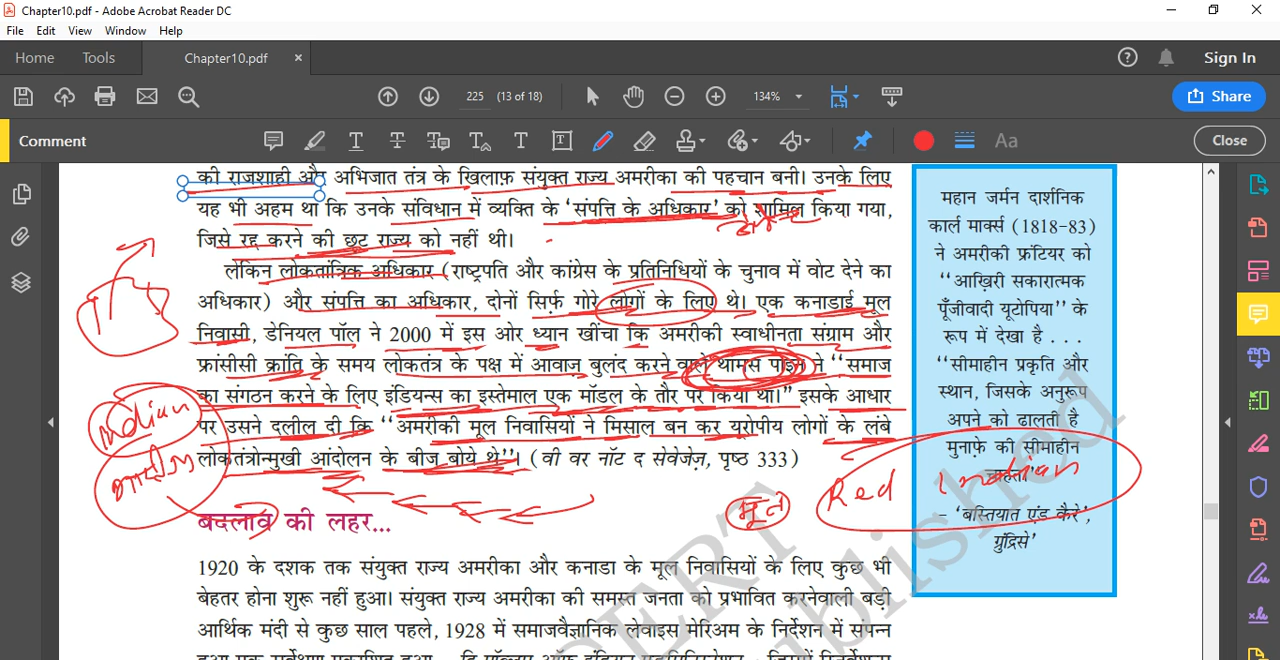 Chapter10.pdf - Adobe Acrobat Reader DC
File Edit View Window Help
Home Tools Chapter10.pdf × Sign In
225 (13 of 18) 134% Share
Comment Aa Close
की राजशाही और अभिजात तंत्र के खिलाफ़ संयुक्त राज्य अमरीका की पहचान बनी। उनके लिए
यह भी अहम था कि उनके संविधान में व्यक्ति के ‘संपत्ति के अधिकार’ को शामिल किया गया,
जिसे रद्द करने की छूट राज्य को नहीं थी।
लेकिन लोकतांत्रिक अधिकार (राष्ट्रपति और कांग्रेस के प्रतिनिधियों के चुनाव में वोट देने का
अधिकार) और संपत्ति का अधिकार, दोनों सिर्फ़ गोरे लोगों के लिए थे। एक कनाडाई मूल
निवासी, डेनियल पॉल ने 2000 में इस ओर ध्यान खींचा कि अमरीकी स्वाधीनता संग्राम और
फ्रांसीसी क्रांति के समय लोकतंत्र के पक्ष में आवाज़ बुलंद करने वाले थामस पाइन ने “समाज
का संगठन करने के लिए इंडियन्स का इस्तेमाल एक मॉडल के तौर पर किया था।” इसके आधार
पर उसने दलील दी कि “अमरीकी मूल निवासियों ने मिसाल बन कर यूरोपीय लोगों के लंबे
लोकतंत्रोन्मुखी आंदोलन के बीज बोये थे”। (वी वर नॉट द सेवेजेज़, पृष्ठ 333)
Indian
Red Indian
मूल
बदलाव की लहर...
1920 के दशक तक संयुक्त राज्य अमरीका और कनाडा के मूल निवासियों के लिए कुछ भी
बेहतर होना शुरू नहीं हुआ। संयुक्त राज्य अमरीका की समस्त जनता को प्रभावित करनेवाली बड़ी
आर्थिक मंदी से कुछ साल पहले, 1928 में समाजवैज्ञानिक लेवाइस मेरिअम के निर्देशन में संपन्न
महान जर्मन दार्शनिक
कार्ल मार्क्स (1818-83)
ने अमरीकी फ्रंटियर को
“आख़िरी सकारात्मक
पूँजीवादी यूटोपिया” के
रूप में देखा है . . .
“सीमाहीन प्रकृति और
स्थान, जिसके अनुरूप
अपने को ढालती है
मुनाफ़े की सीमाहीन
चाहत।”
- ‘बस्तियात एंड कैरे’,
ग्रुंद्रिसे’